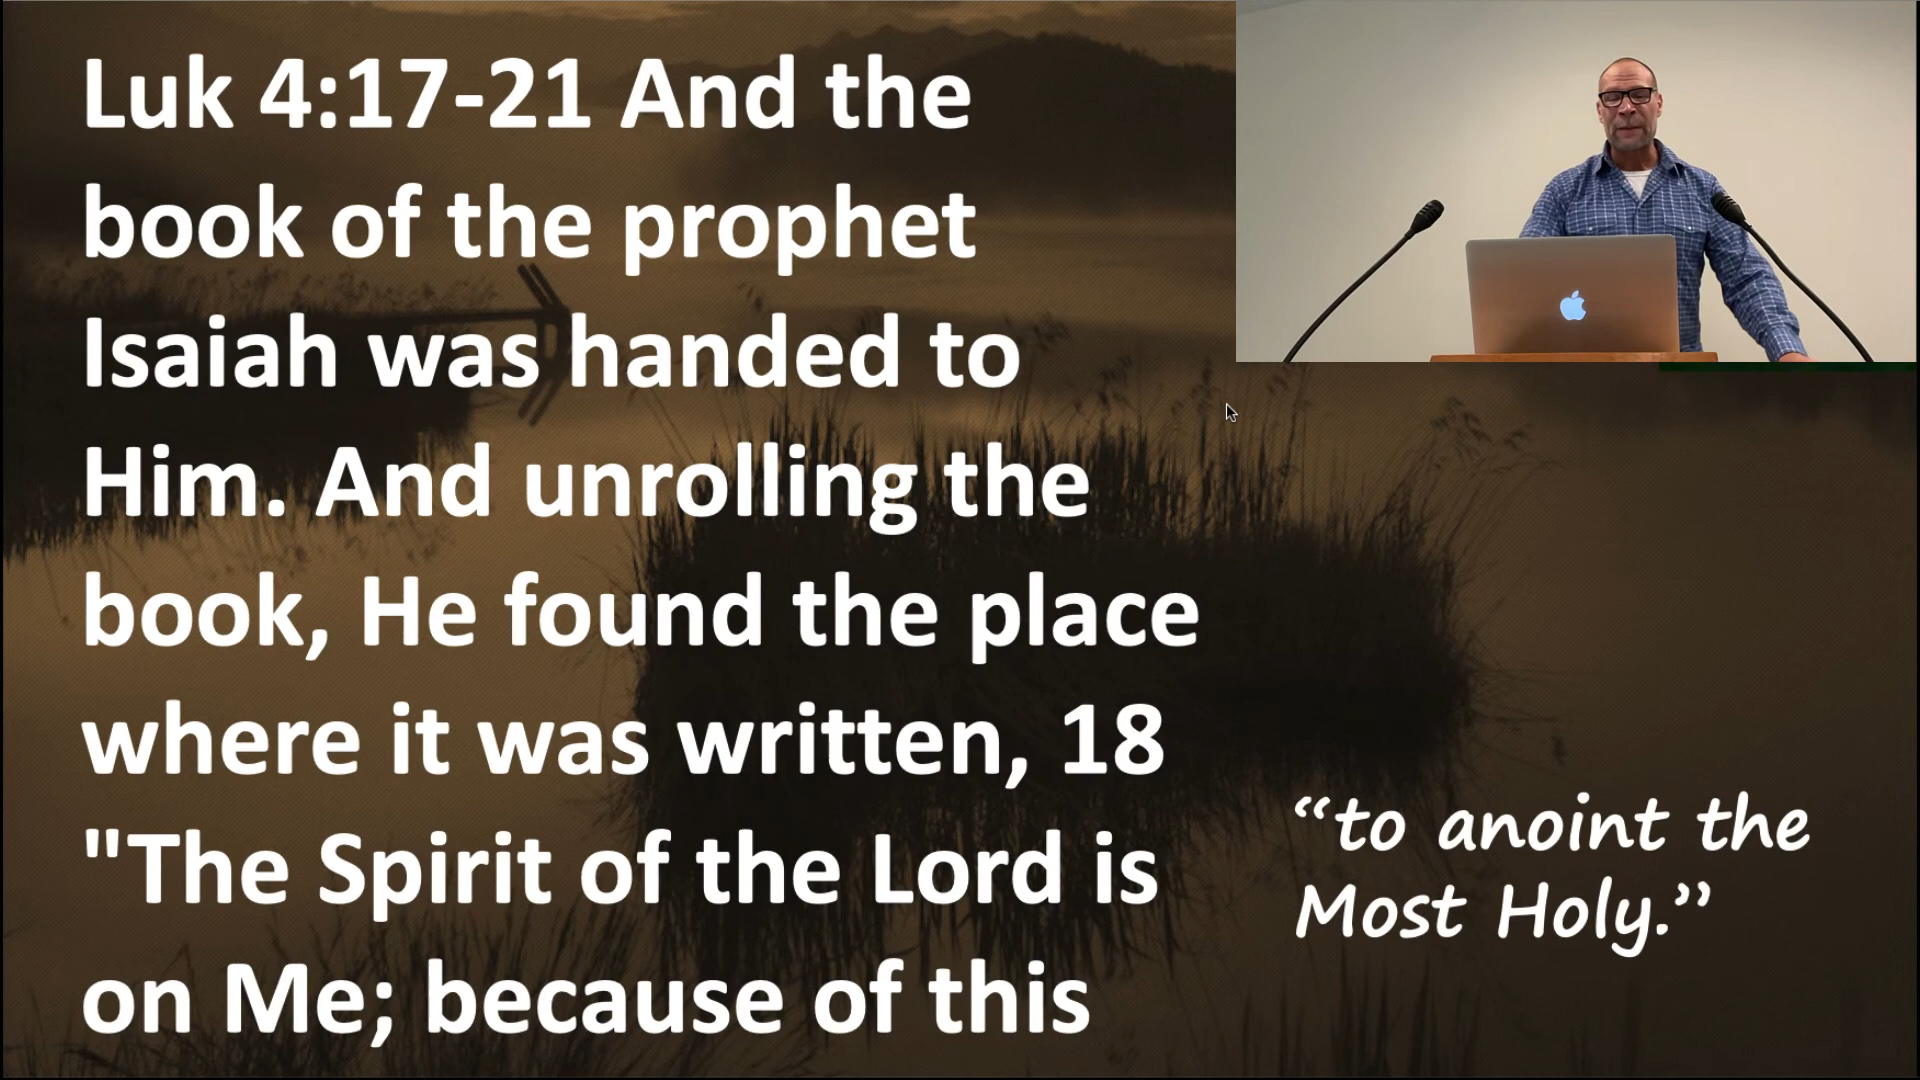 Luk 4:17-21 And the
book of the prophet
Isaiah was handed to
Him. And unrolling the
book, He found the place
where it was written, 18
"The Spirit of the Lord is
on Me; because of this
“to anoint the
Most Holy.”